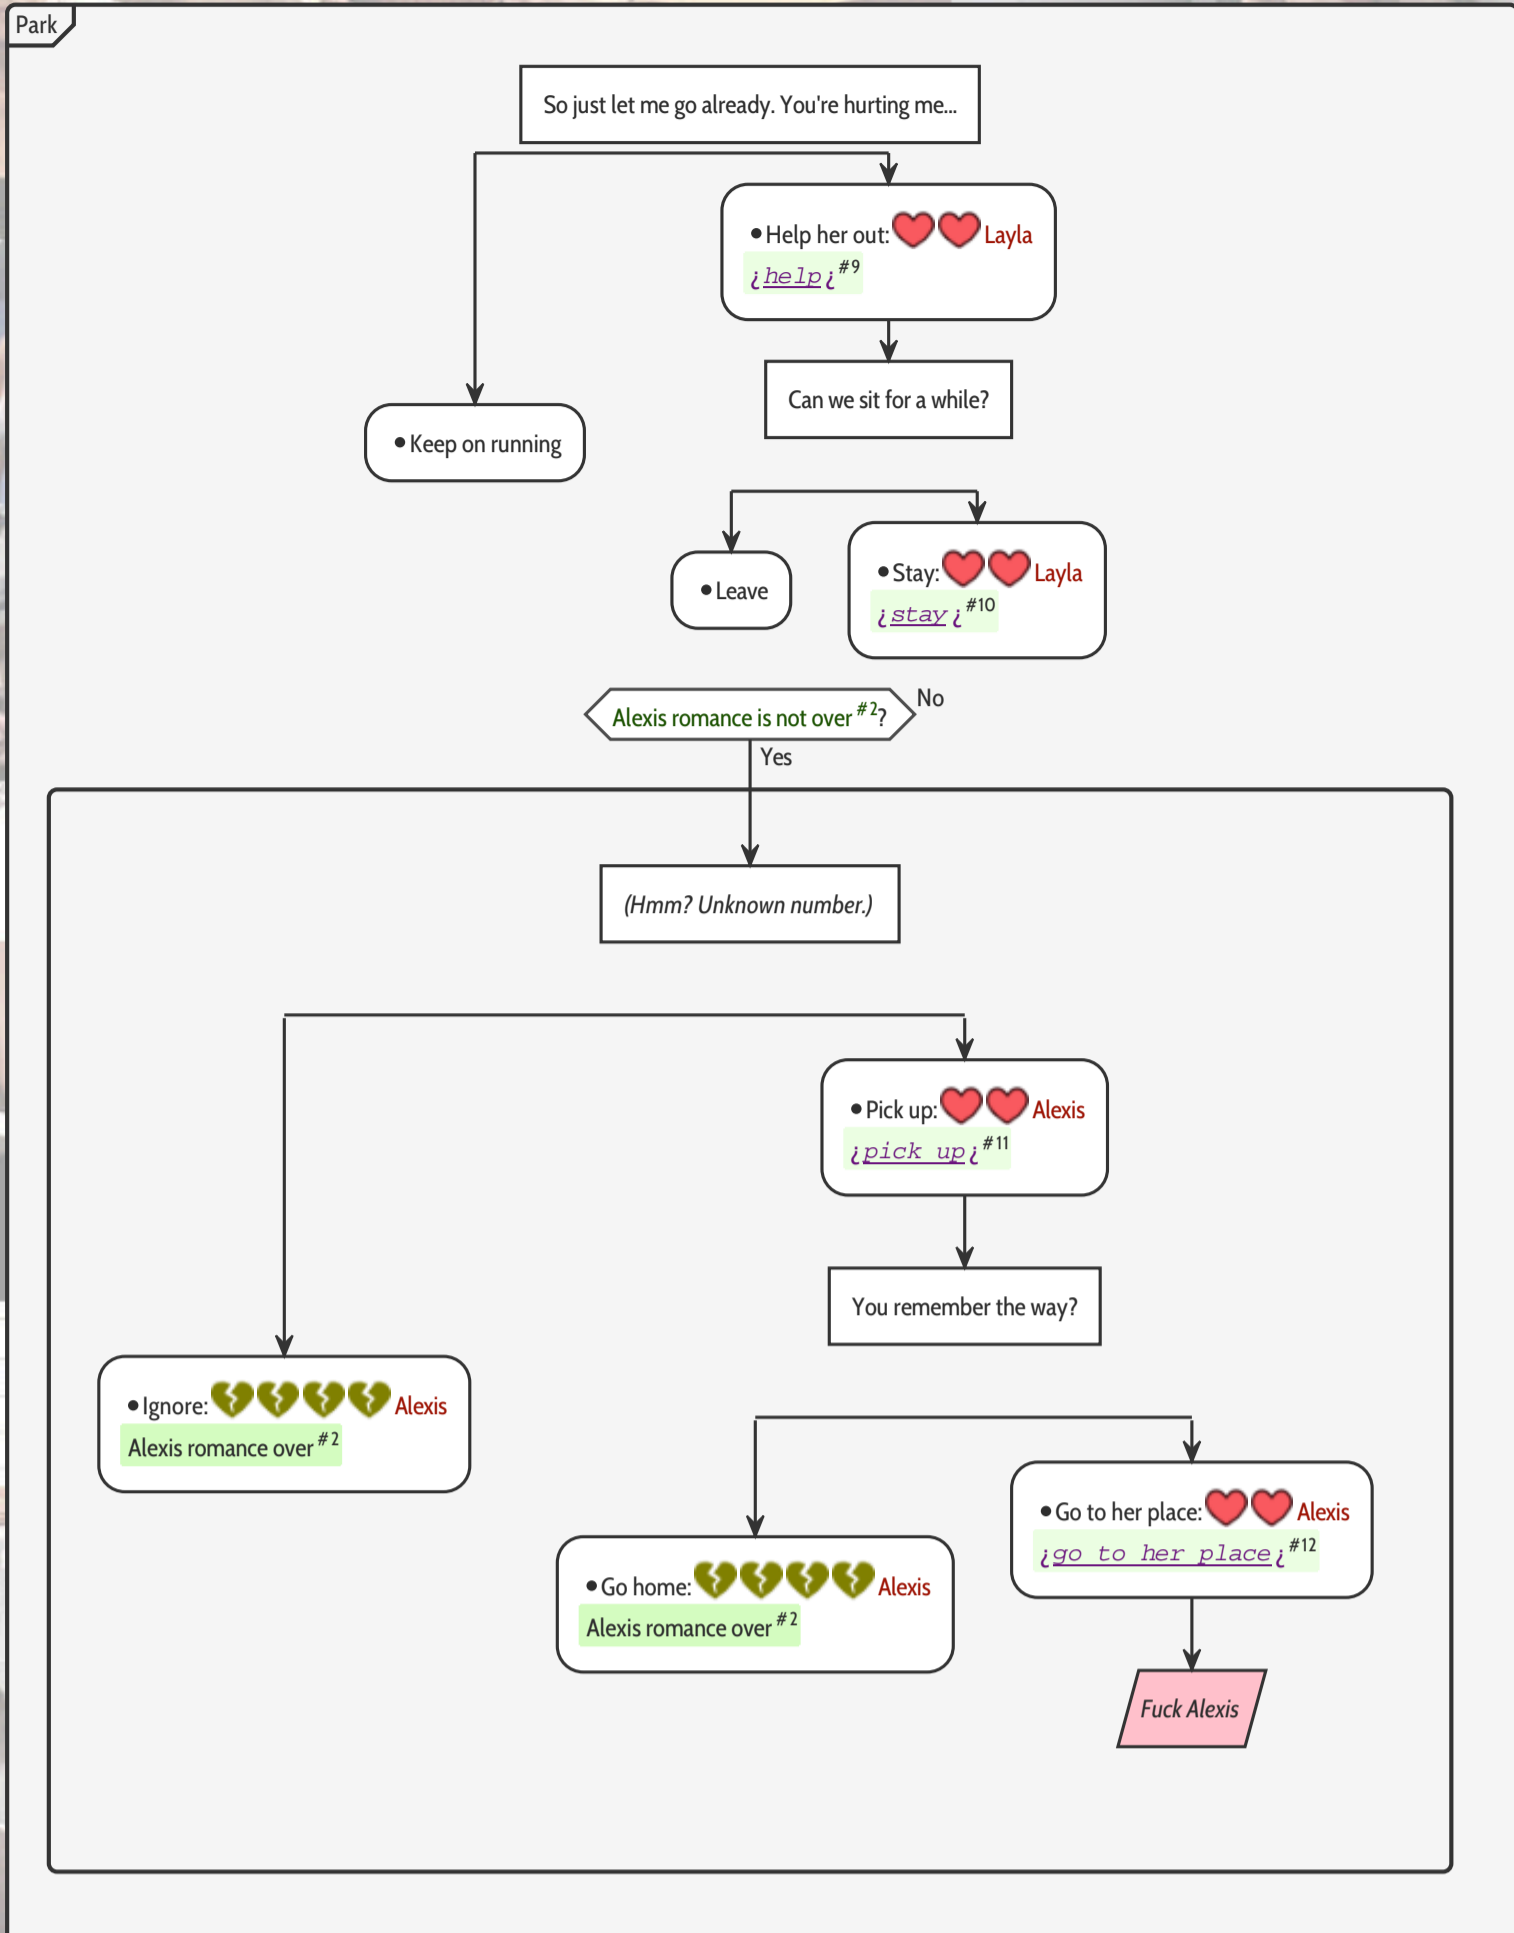 Park
So just let me go already. You're hurting me...
•Help her out: Layla
¿help¿#9
Can we sit for a while?
•Keep on running
•Stay: Layla
¿stay¿#10
•Leave
Alexis romance is not over #2?
No
Yes
(Hmm? Unknown number.)
•Pick up: Alexis
¿pick up¿#11
You remember the way?
•Ignore: Alexis
Alexis romance over #2
•Go to her place: Alexis
¿go to her place¿#12
•Go home: Alexis
Alexis romance over #2
Fuck Alexis